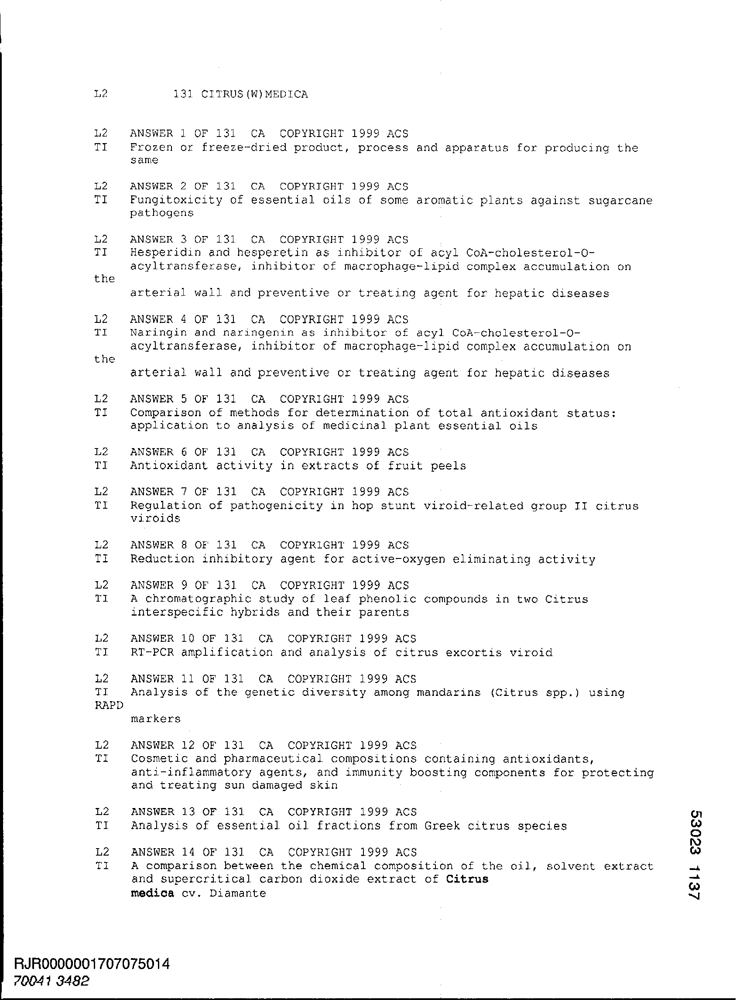 L2 131 CITRUS(W)MEDICA
L2 ANSWER 1 OF 131 CA COPYRIGHT 1999 ACS
TI Frozen or freeze-dried product, process and apparatus for producing the
same
L2 ANSWER 2 OF 131 CA COPYRIGHT 1999 ACS
TI Fungitoxicity of essential oils of some aromatic plants against sugarcane
pathogens
L2 ANSWER 3 OF 131 CA COPYRIGHT 1999 ACS
TI Hesperidin and hesperetin as inhibitor of acyl CoA-cholesterol-O-
acyltransferase, inhibitor of macrophage-lipid complex accumulation on
the
arterial wall and preventive or treating agent for hepatic diseases
L2 ANSWER 4 OF 131 CA COPYRIGHT 1999 ACS
TI Naringin and naringenin as inhibitor of acyl CoA-cholesterol-O-
acyltransferase, inhibitor of macrophage-lipid complex accumulation on
the
arterial wall and preventive or treating agent for hepatic diseases
L2 ANSWER 5 OF 131 CA COPYRIGHT 1999 ACS
TI Comparison of methods for determination of total antioxidant status:
application to analysis of medicinal plant essential oils
L2 ANSWER 6 OF 131 CA COPYRIGHT 1999 ACS
TI Antioxidant activity in extracts of fruit peels
L2 ANSWER 7 OF 131 CA COPYRIGHT 1999 ACS
TI Regulation of pathogenicity in hop stunt viroid-related group II citrus
viroids
L2 ANSWER 8 OF 131 CA COPYRIGHT 1999 ACS
TI Reduction inhibitory agent for active-oxygen eliminating activity
L2 ANSWER 9 OF 131 CA COPYRIGHT 1999 ACS
TI A chromatographic study of leaf phenolic compounds in two Citrus
interspecific hybrids and their parents
L2 ANSWER 10 OF 131 CA COPYRIGHT 1999 ACS
TI RT-PCR amplification and analysis of citrus excortis viroid
L2 ANSWER 11 OF 131 CA COPYRIGHT 1999 ACS
TI Analysis of the genetic diversity among mandarins (Citrus spp.) using
RAPD
markers
L2 ANSWER 12 OF 131 CA COPYRIGHT 1999 ACS
TI Cosmetic and pharmaceutical compositions containing antioxidants,
anti-inflammatory agents, and immunity boosting components for protecting
and treating sun damaged skin
L2 ANSWER 13 OF 131 CA COPYRIGHT 1999 ACS
TI Analysis of essential oil fractions from Greek citrus species
L2 ANSWER 14 OF 131 CA COPYRIGHT 1999 ACS
TI A comparison between the chemical composition of the oil, solvent extract
and supercritical carbon dioxide extract of Citrus
medica cv. Diamante
53023 1137
RJR0000001707075014
70041 3482